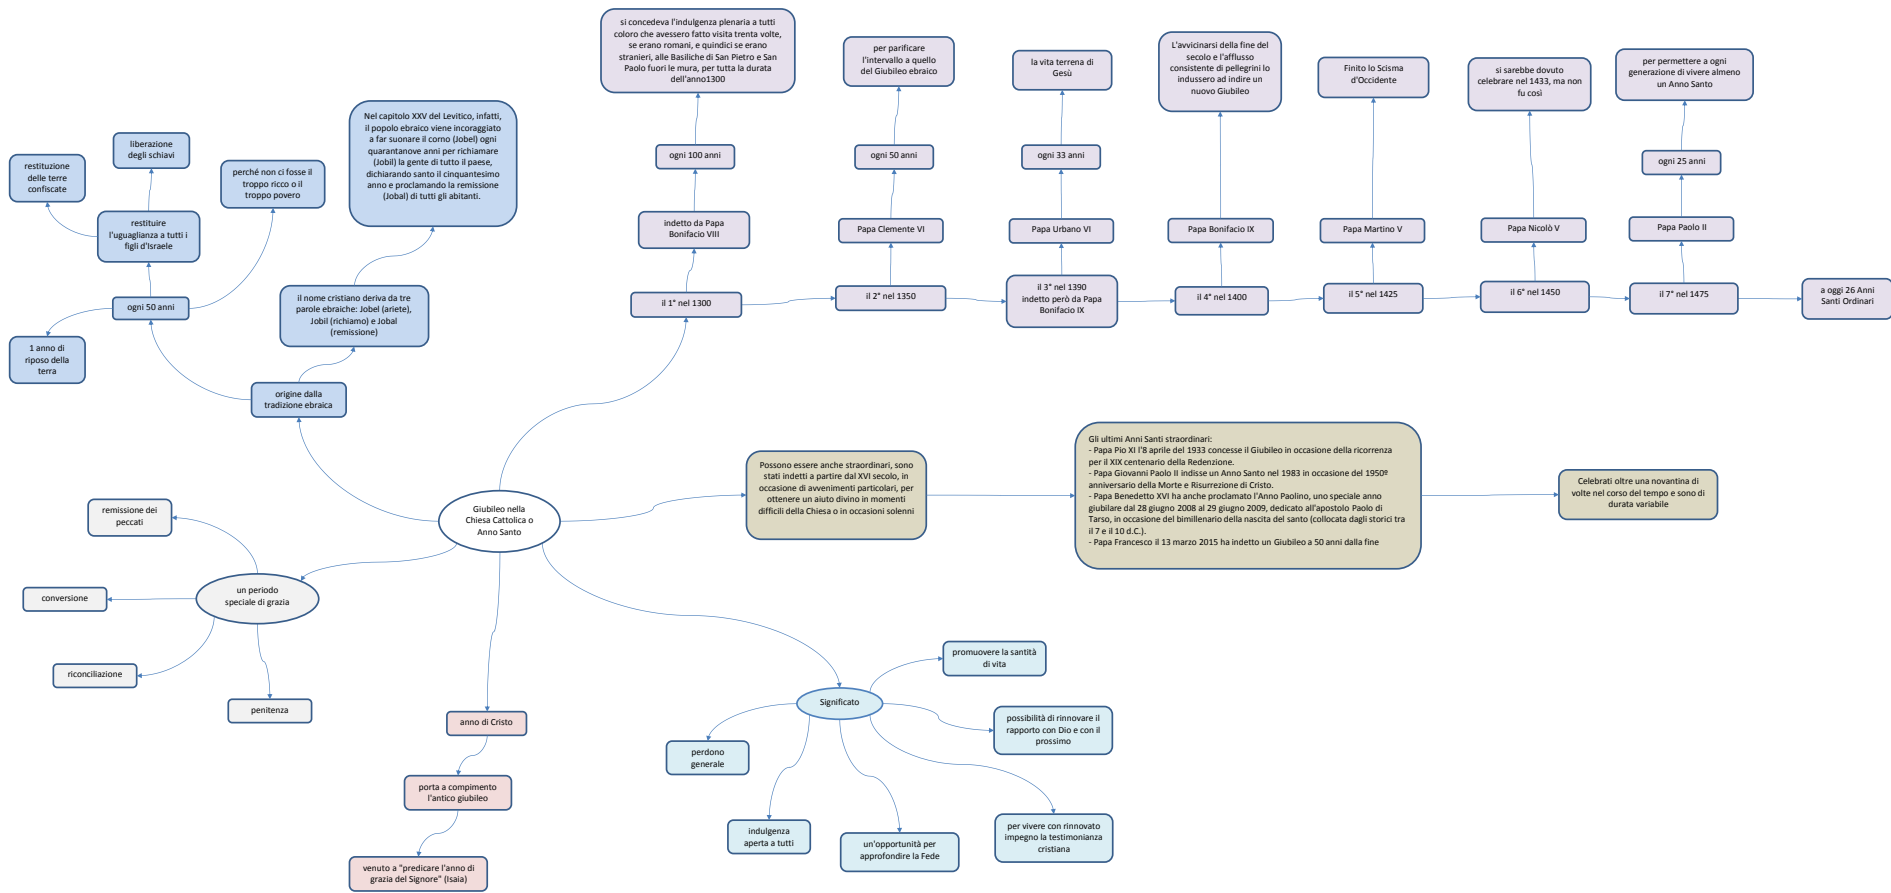 si concedeva l'indulgenza plenaria a tutti
coloro che avessero fatto visita trenta volte,
se erano romani, e quindici se erano
stranieri, alle Basiliche di San Pietro e San
Paolo fuori le mura, per tutta la durata
dell'anno1300
per parificare
l'intervallo a quello
del Giubileo ebraico
la vita terrena di
Gesù
L'avvicinarsi della fine del
secolo e l'afflusso
consistente di pellegrini lo
indussero ad indire un
nuovo Giubileo
Finito lo Scisma
d'Occidente
si sarebbe dovuto
celebrare nel 1433, ma non
fu così
per permettere a ogni
generazione di vivere almeno
un Anno Santo
Nel capitolo XXV del Levitico, infatti,
il popolo ebraico viene incoraggiato
a far suonare il corno (Jobel) ogni
quarantanove anni per richiamare
(Jobil) la gente di tutto il paese,
dichiarando santo il cinquantesimo
anno e proclamando la remissione
(Jobal) di tutti gli abitanti.
liberazione
degli schiavi
restituzione
delle terre
confiscate
perché non ci fosse il
troppo ricco o il
troppo povero
ogni 100 anni
ogni 50 anni
ogni 33 anni
ogni 25 anni
restituire
l'uguaglianza a tutti i
figli d'Israele
indetto da Papa
Bonifacio VIII
Papa Clemente VI
Papa Urbano VI
Papa Bonifacio IX
Papa Martino V
Papa Nicolò V
Papa Paolo II
ogni 50 anni
il nome cristiano deriva da tre
parole ebraiche: Jobel (ariete),
Jobil (richiamo) e Jobal
(remissione)
il 1° nel 1300
il 2° nel 1350
il 3° nel 1390
indetto però da Papa
Bonifacio IX
il 4° nel 1400
il 5° nel 1425
il 6° nel 1450
il 7° nel 1475
a oggi 26 Anni
Santi Ordinari
1 anno di
riposo della
terra
origine dalla
tradizione ebraica
Possono essere anche straordinari, sono
stati indetti a partire dal XVI secolo, in
occasione di avvenimenti particolari, per
ottenere un aiuto divino in momenti
difficili della Chiesa o in occasioni solenni
Gli ultimi Anni Santi straordinari:
- Papa Pio XI l'8 aprile del 1933 concesse il Giubileo in occasione della ricorrenza
per il XIX centenario della Redenzione.
- Papa Giovanni Paolo II indisse un Anno Santo nel 1983 in occasione del 1950º
anniversario della Morte e Risurrezione di Cristo.
- Papa Benedetto XVI ha anche proclamato l'Anno Paolino, uno speciale anno
giubilare dal 28 giugno 2008 al 29 giugno 2009, dedicato all'apostolo Paolo di
Tarso, in occasione del bimillenario della nascita del santo (collocata dagli storici tra
il 7 e il 10 d.C.).
- Papa Francesco il 13 marzo 2015 ha indetto un Giubileo a 50 anni dalla fine
Celebrati oltre una novantina di
volte nel corso del tempo e sono di
durata variabile
Giubileo nella
Chiesa Cattolica o
Anno Santo
remissione dei
peccati
un periodo
speciale di grazia
conversione
riconciliazione
penitenza
anno di Cristo
porta a compimento
l'antico giubileo
venuto a "predicare l'anno di
grazia del Signore" (Isaia)
Significato
promuovere la santità
di vita
possibilità di rinnovare il
rapporto con Dio e con il
prossimo
perdono
generale
indulgenza
aperta a tutti
un'opportunità per
approfondire la Fede
per vivere con rinnovato
impegno la testimonianza
cristiana